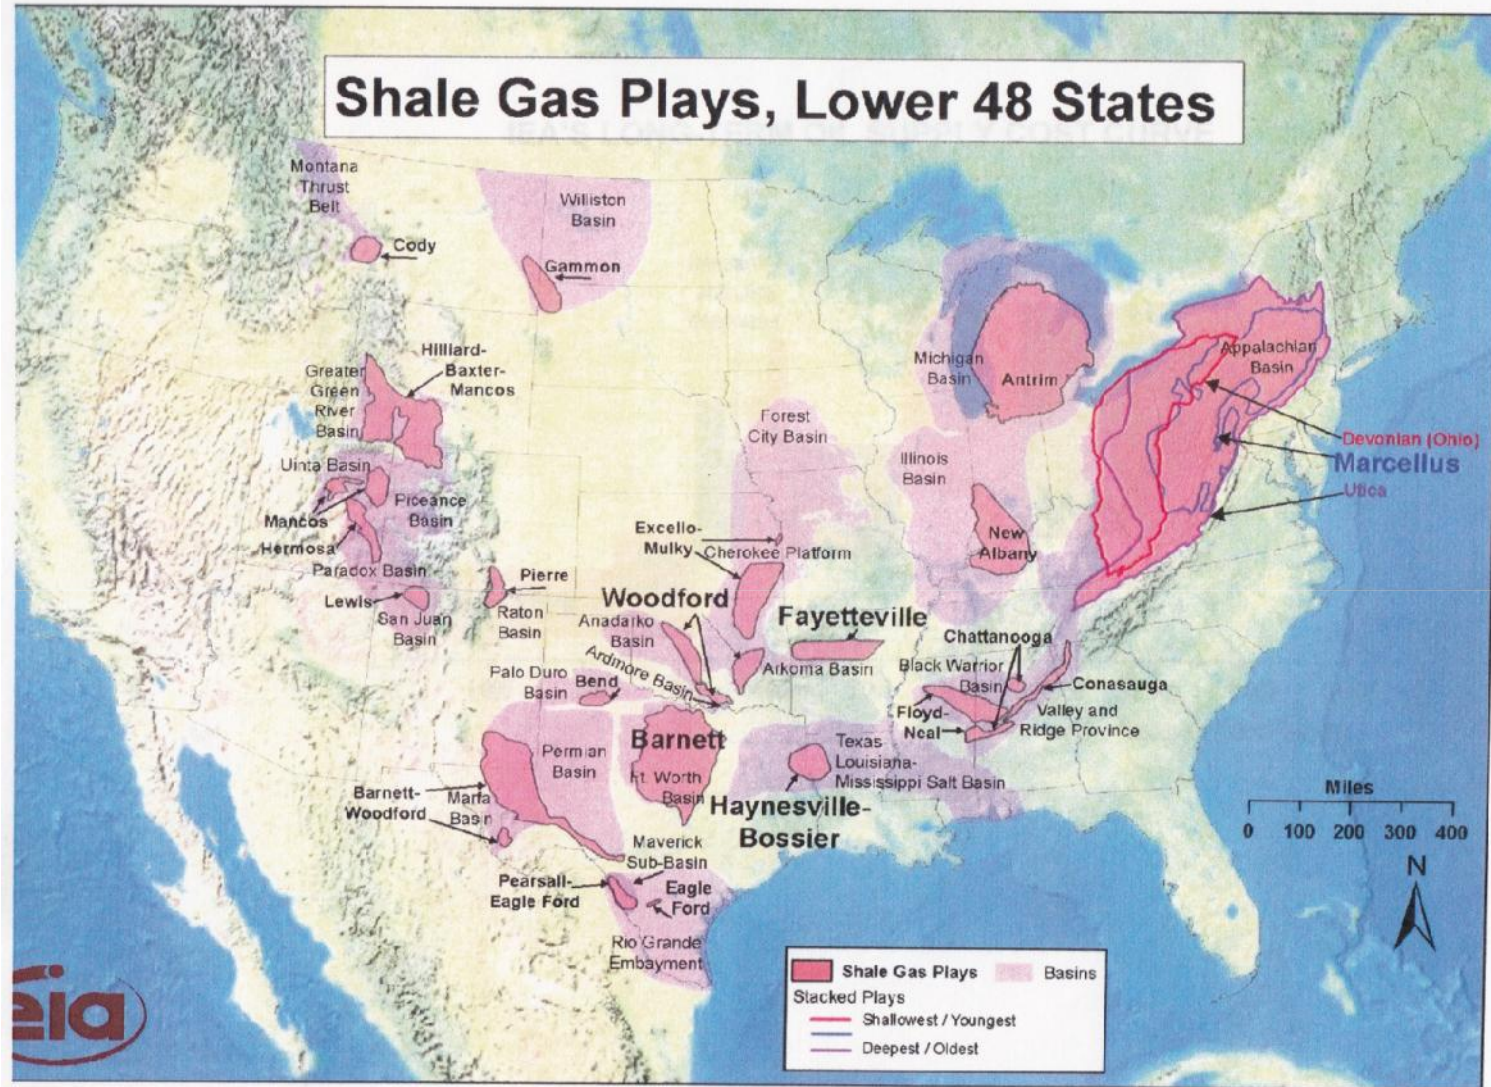 Shale Gas Plays, Lower 48 States
Montana
Thrust
Belt
Cody
Williston
Basin
Gammon
Hilliard-
Baxter-
Mancos
Greater
Green
River
Basin
Uinta Basin
Piceance
Basin
Mancos
Hermosa
Paradox Basin
Lewis
San Juan
Basin
Pierre
Raton
Basin
Michigan
Basin
Antrim
Appalachian
Basin
Devonian (Ohio)
Marcellus
Utica
Forest
City Basin
Illinois
Basin
New
Albany
Excello-
Mulky
Cherokee Platform
Woodford
Anadarko
Basin
Ardmore Basin
Fayetteville
Arkoma Basin
Palo Duro
Basin
Bend
Chattanooga
Black Warrior
Basin
Conasauga
Floyd-
Neal
Valley and
Ridge Province
Barnett
Ft. Worth
Basin
Permian
Basin
Barnett-
Woodford
Marfa
Basin
Texas
Louisiana-
Mississippi Salt Basin
Haynesville-
Bossier
Maverick
Sub-Basin
Pearsall-
Eagle Ford
Eagle
Ford
Rio Grande
Embayment
Miles
0 100 200 300 400
N
Shale Gas Plays Basins
Stacked Plays
Shallowest / Youngest
Deepest / Oldest
eia